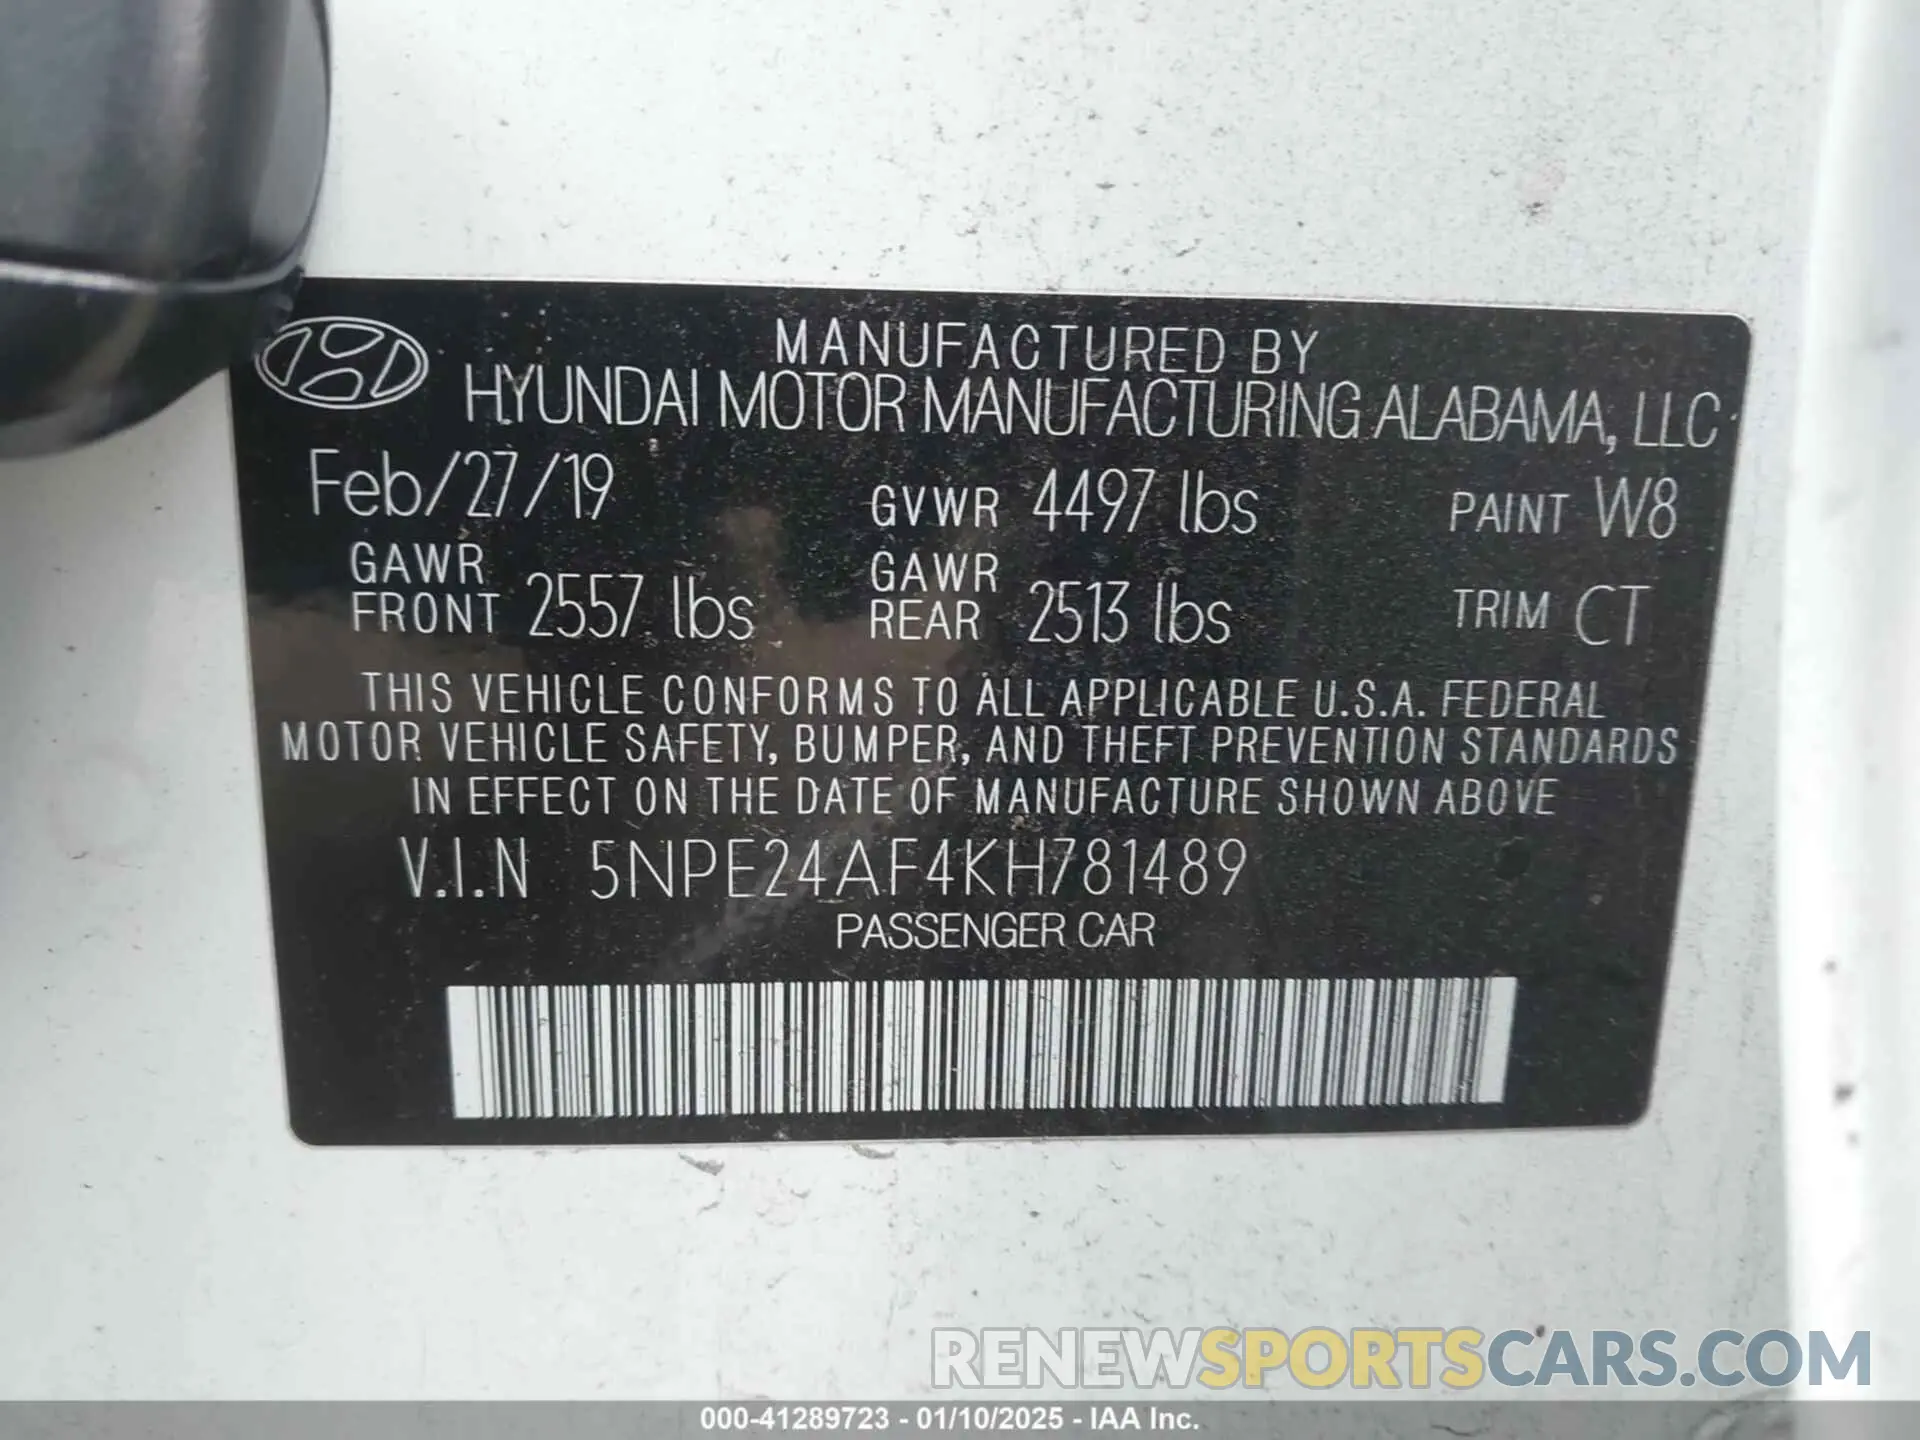 MANUFACTURED BY
HYUNDAI MOTOR MANUFACTURING ALABAMA, LLC
Feb/27/19 GVWR 4497 lbs PAINT W8
GAWR FRONT 2557 lbs GAWR REAR 2513 lbs TRIM CT
THIS VEHICLE CONFORMS TO ALL APPLICABLE U.S.A. FEDERAL
MOTOR VEHICLE SAFETY, BUMPER, AND THEFT PREVENTION STANDARDS
IN EFFECT ON THE DATE OF MANUFACTURE SHOWN ABOVE
V.I.N 5NPE24AF4KH781489
PASSENGER CAR
RENEWSPORTSCARS.COM
000-41289723 - 01/10/2025 - IAA Inc.